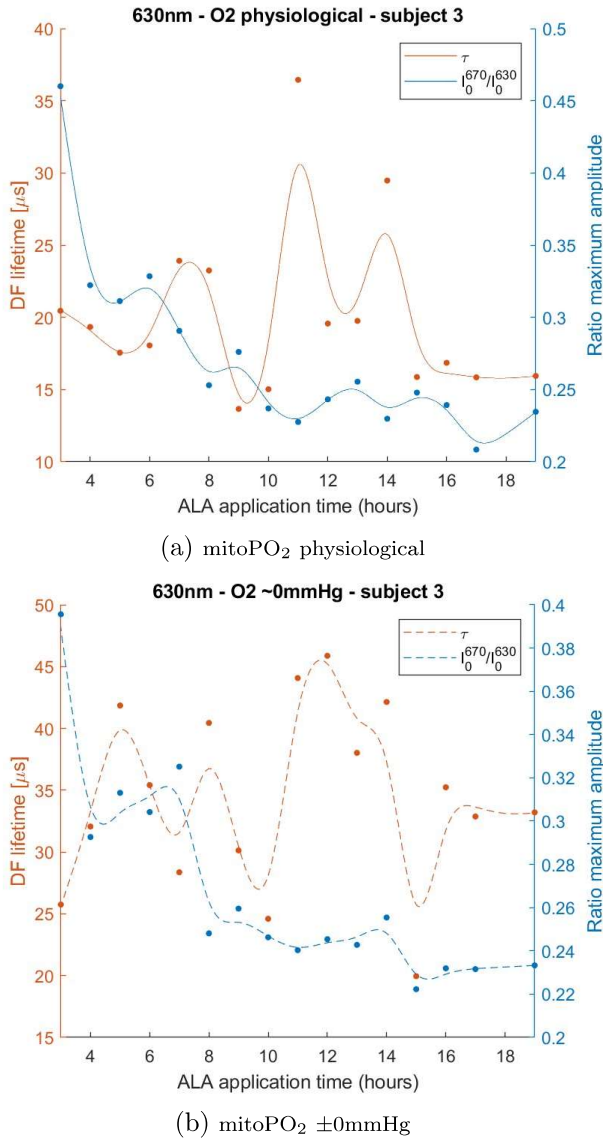 630nm - O2 physiological - subject 3
40
35
30
25
20
15
10
DF lifetime [μs]
0.5
0.45
0.4
0.35
0.3
0.25
0.2
Ratio maximum amplitude
τ
I₀⁶⁷⁰/I₀⁶³⁰
4 6 8 10 12 14 16 18
ALA application time (hours)
(a) mitoPO₂ physiological
630nm - O2 ~0mmHg - subject 3
50
45
40
35
30
25
20
15
DF lifetime [μs]
0.4
0.38
0.36
0.34
0.32
0.3
0.28
0.26
0.24
0.22
0.2
Ratio maximum amplitude
τ
I₀⁶⁷⁰/I₀⁶³⁰
4 6 8 10 12 14 16 18
ALA application time (hours)
(b) mitoPO₂ ±0mmHg